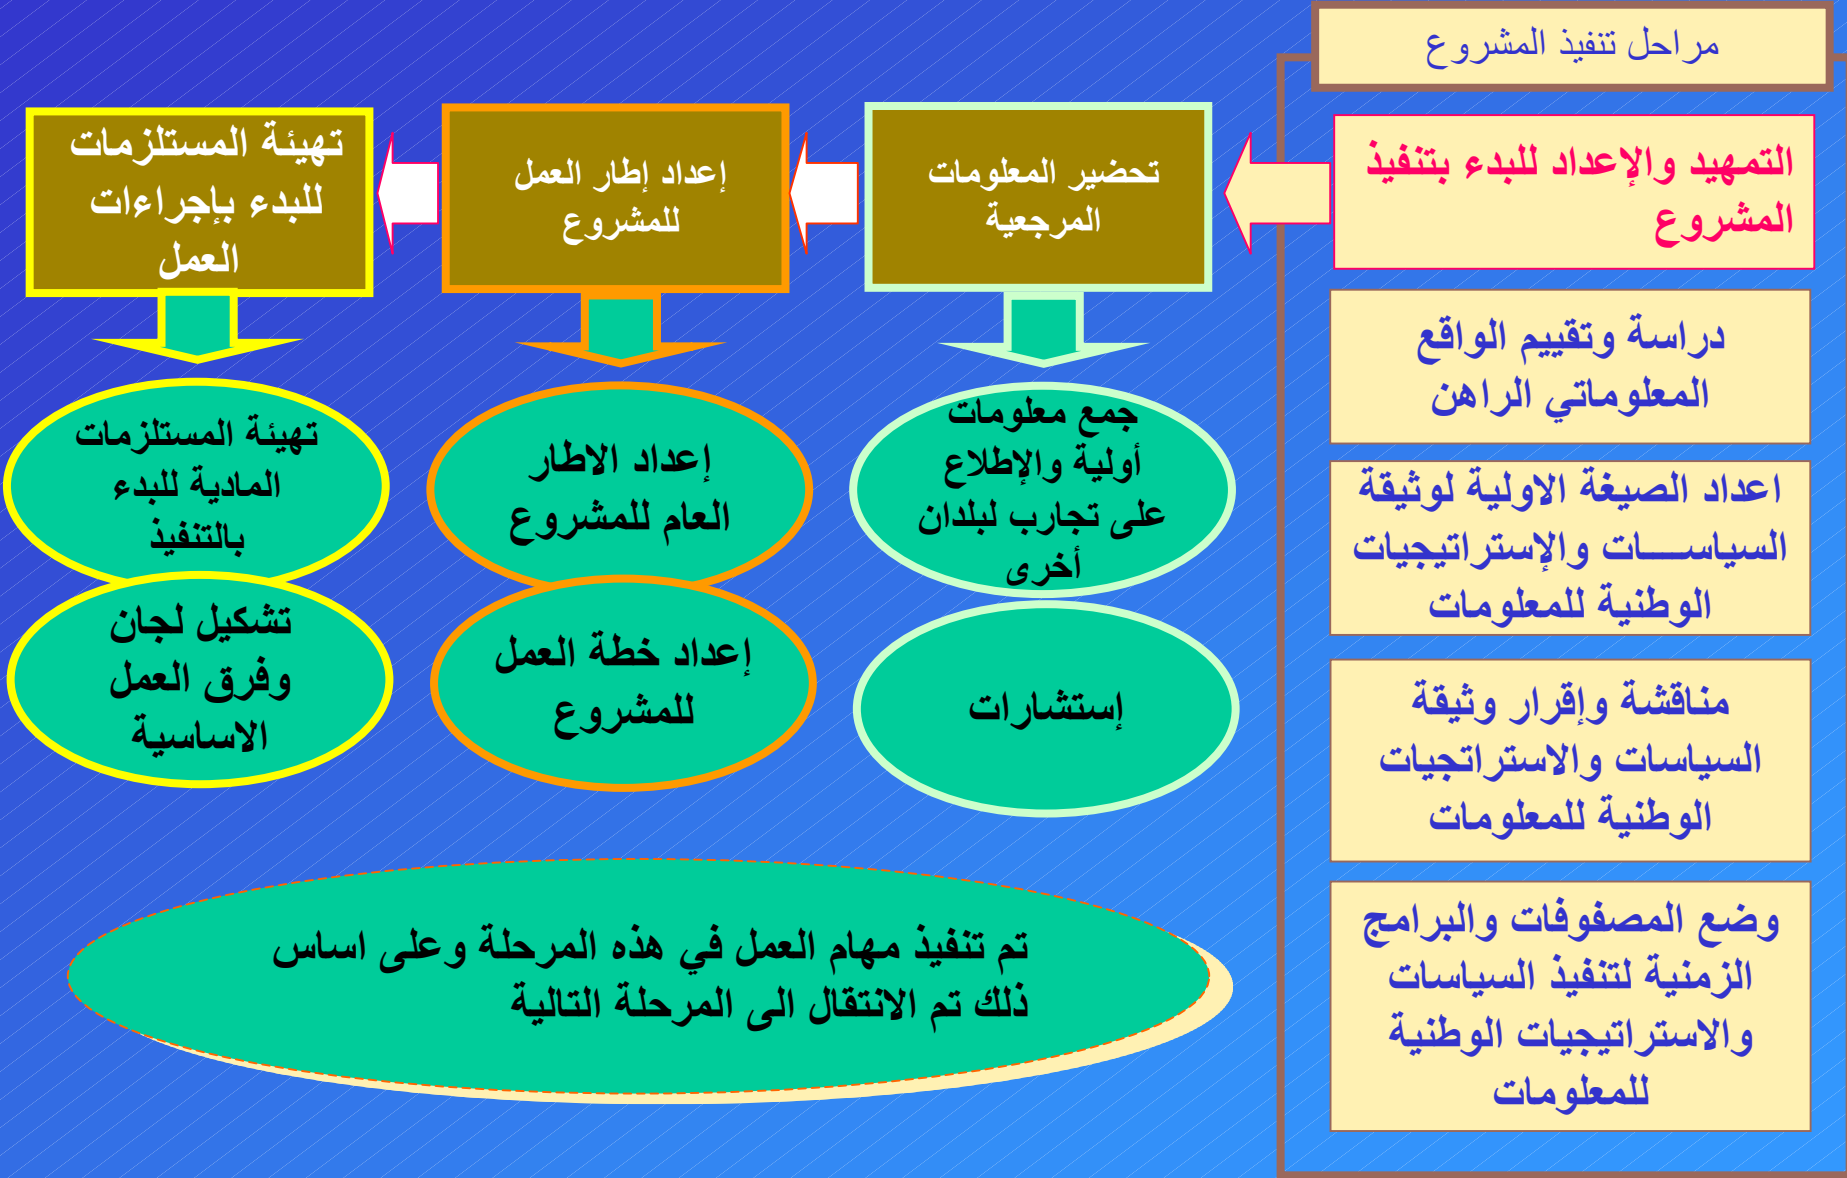 مراحل تنفيذ المشروع
التمهيد والإعداد للبدء بتنفيذ
المشروع
دراسة وتقييم الواقع
المعلوماتي الراهن
اعداد الصيغة الاولية لوثيقة
السياســـات والإستراتيجيات
الوطنية للمعلومات
مناقشة وإقرار وثيقة
السياسات والاستراتجيات
الوطنية للمعلومات
وضع المصفوفات والبرامج
الزمنية لتنفيذ السياسات
والاستراتيجيات الوطنية
للمعلومات
تحضير المعلومات
المرجعية
جمع معلومات
أولية والإطلاع
على تجارب لبلدان
أخرى
إستشارات
إعداد إطار العمل
للمشروع
إعداد الاطار
العام للمشروع
إعداد خطة العمل
للمشروع
تهيئة المستلزمات
للبدء بإجراءات
العمل
تهيئة المستلزمات
المادية للبدء
بالتنفيذ
تشكيل لجان
وفرق العمل
الاساسية
تم تنفيذ مهام العمل في هذه المرحلة وعلى اساس
ذلك تم الانتقال الى المرحلة التالية